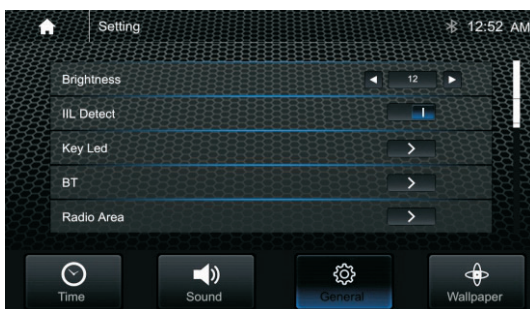 Setting 12:52 AM
Brightness 12
IIL Detect
Key Led
BT
Radio Area
Time Sound General Wallpaper